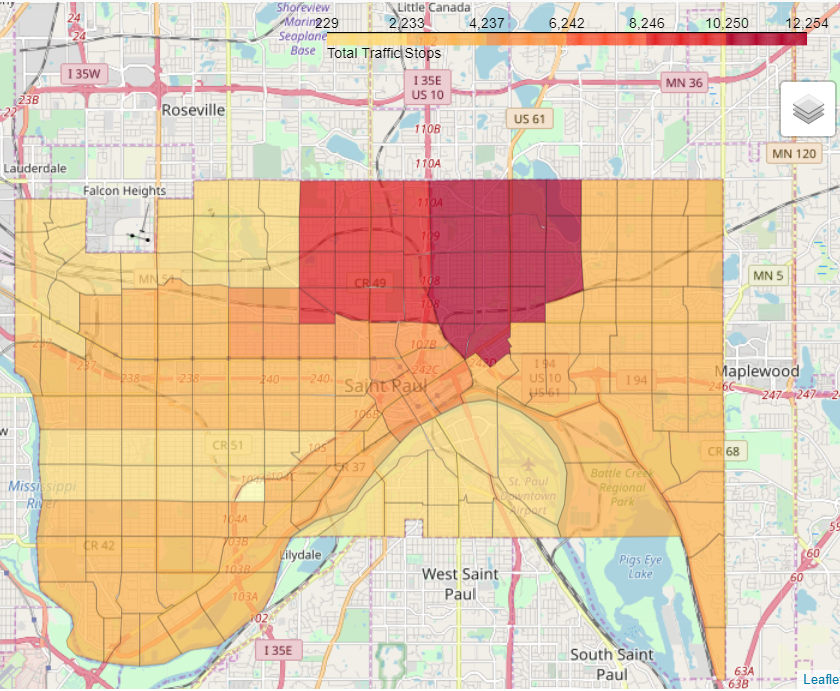 Little Canada
Shoreview
Marine
Seaplane
Base
24
24
229
2,233
4,237
6,242
8,246
10,250
12,254
Total Traffic Stops
I 35W
I 35E
US 10
MN 36
23B
22
Roseville
US 61
110B
MN 120
Lauderdale
110A
Falcon Heights
110A
109
MN 51
CR 49
108
108
MN 5
237
107B
238
238
240
240
242C
242D
I 94
US 10
US 61
I 94
Maplewood
246C
247
247
Saint Paul
106B
CR 51
105
CR 37
CR 68
Mississippi
River
104A
104C
St. Paul
Downtown
Airport
Battle Creek
Regional
Park
104A
CR 42
103B
Lilydale
103B
103A
West Saint
Paul
Pigs Eye
Lake
60
60
102
I 35E
South Saint
Paul
63A
63B
Leafle